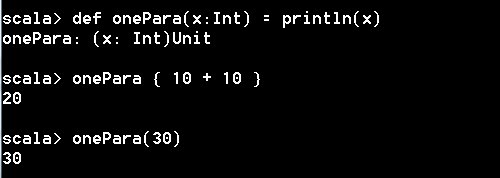 scala> def onePara(x:Int) = println(x)
onePara: (x: Int)Unit
scala> onePara { 10 + 10 }
20
scala> onePara(30)
30